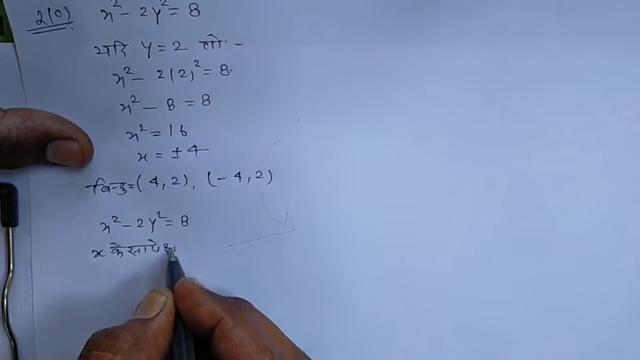 2(c) x² - 2y² = 8
यदि y = 2 तो -
x² - 2(2)² = 8
x² - 8 = 8
x² = 16
x = ±4
बिन्दु = (4, 2), (-4, 2)
x² - 2y² = 8
x के सापेक्ष